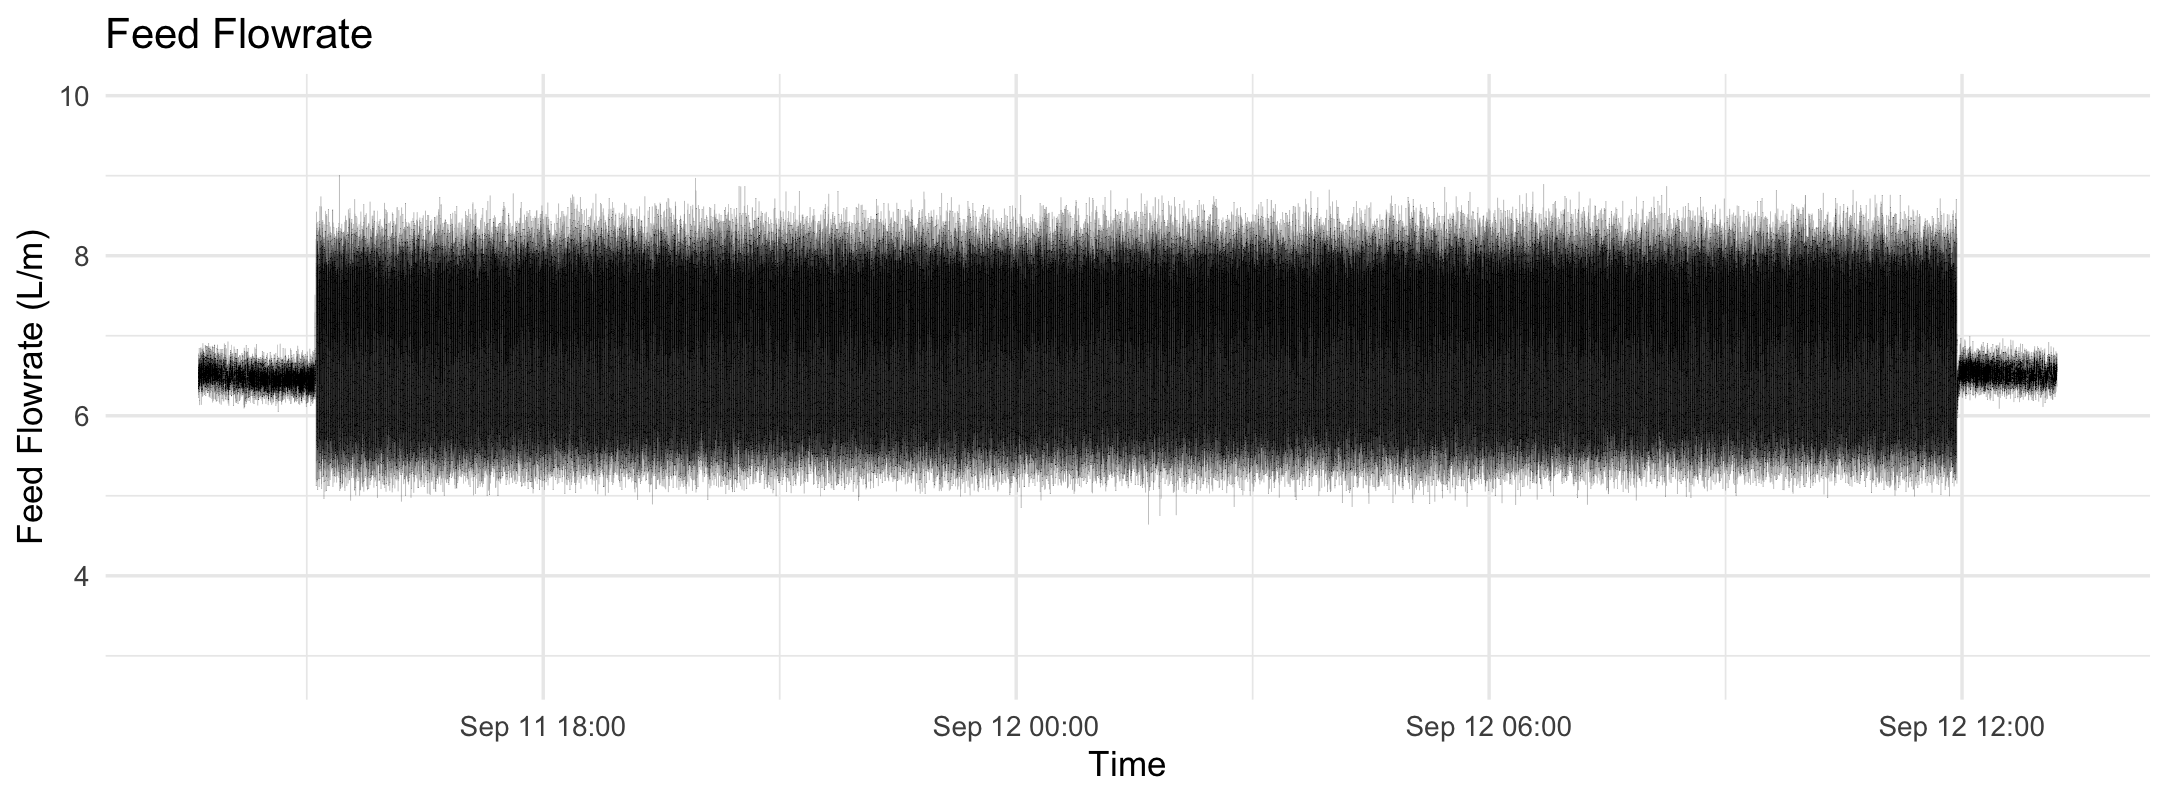 Feed Flowrate
10
8
6
4
Feed Flowrate (L/m)
Sep 11 18:00
Sep 12 00:00
Sep 12 06:00
Sep 12 12:00
Time